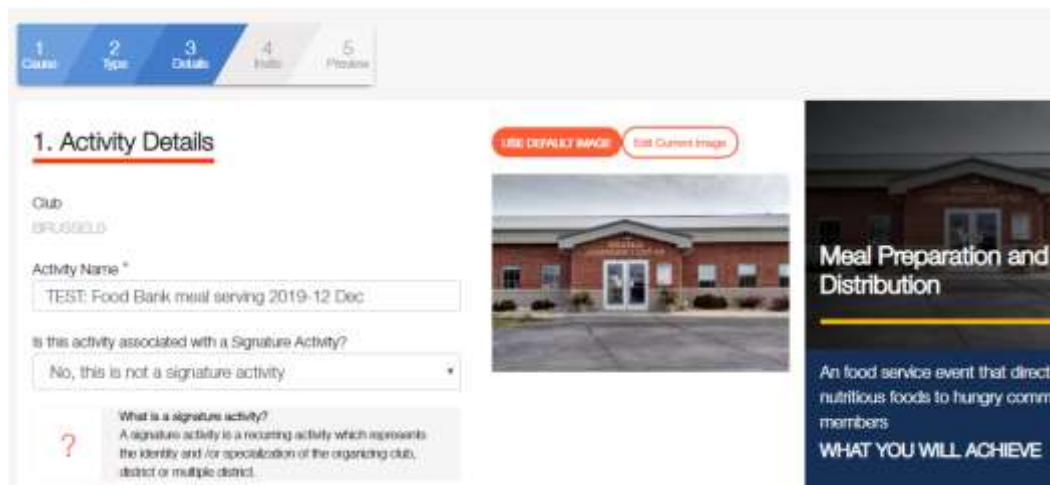 1
Cause
2
Type
3
Details
4
Invite
5
Preview
1. Activity Details
USE DEFAULT IMAGE
Edit Current Image
Club
BRUSSELS
Activity Name *
TEST: Food Bank meal serving 2019-12 Dec
Is this activity associated with a Signature Activity?
No, this is not a signature activity
?
What is a signature activity?
A signature activity is a recurring activity which represents
the identity and /or specialization of the organizing club,
district or multiple district.
Meal Preparation and
Distribution
An food service event that direct
nutritious foods to hungry comm
members
WHAT YOU WILL ACHIEVE